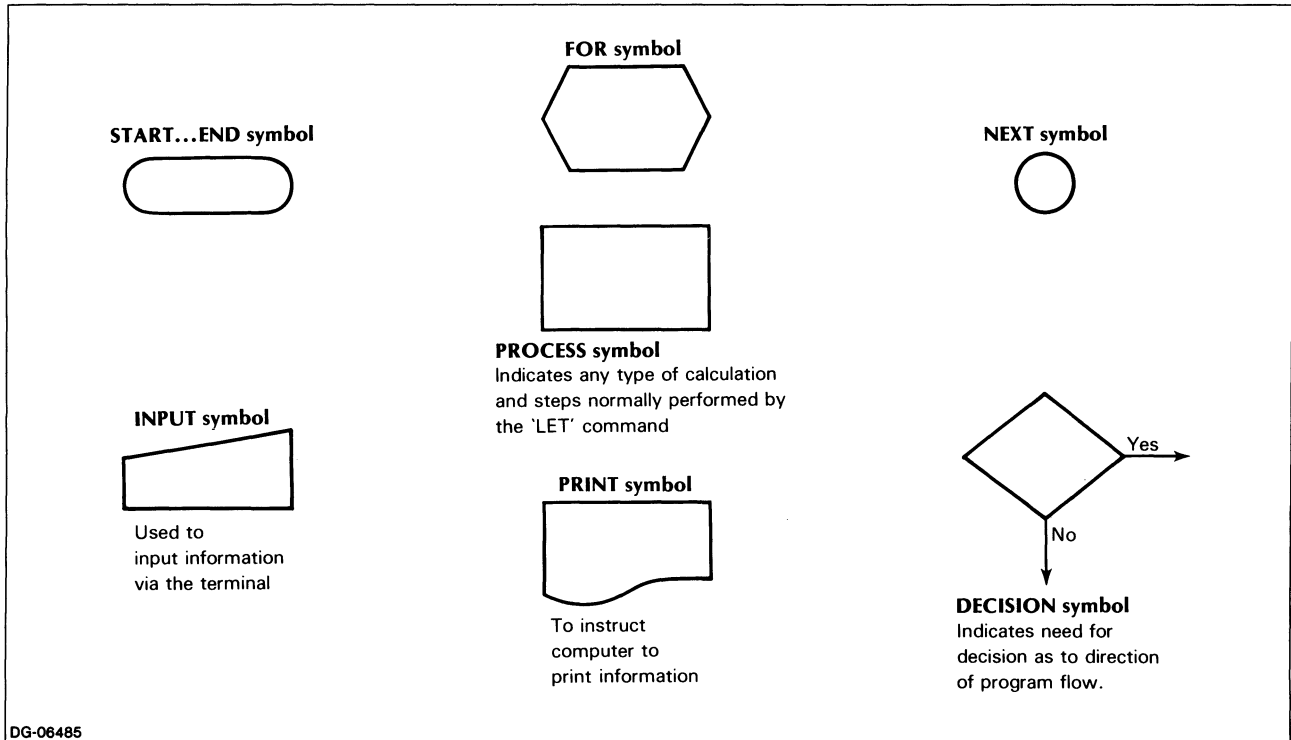 FOR symbol
START...END symbol
NEXT symbol
PROCESS symbol
Indicates any type of calculation
and steps normally performed by
the ‵LET′ command
INPUT symbol
Used to
input information
via the terminal
PRINT symbol
To instruct
computer to
print information
Yes
No
DECISION symbol
Indicates need for
decision as to direction
of program flow.
DG-06485